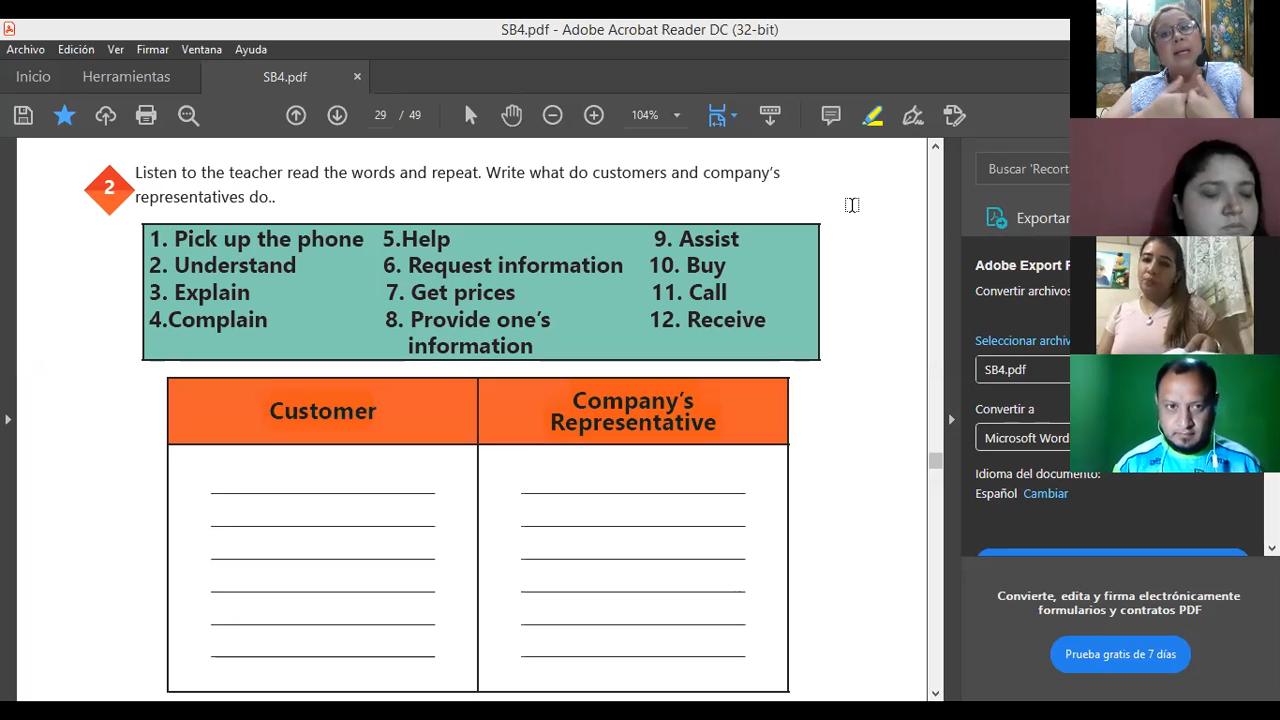 SB4.pdf - Adobe Acrobat Reader DC (32-bit)
Archivo Edición Ver Firmar Ventana Ayuda
Inicio Herramientas SB4.pdf ×
29 / 49 104%
2
Listen to the teacher read the words and repeat. Write what do customers and company's
representatives do..
1. Pick up the phone 5.Help 9. Assist
2. Understand 6. Request information 10. Buy
3. Explain 7. Get prices 11. Call
4.Complain 8. Provide one's 12. Receive
information
Customer
Company's
Representative
Buscar 'Recort
Exportar
Adobe Export
Convertir archivos
Seleccionar archiv
SB4.pdf
Convertir a
Microsoft Word
Idioma del documento:
Español Cambiar
Convierte, edita y firma electrónicamente
formularios y contratos PDF
Prueba gratis de 7 días